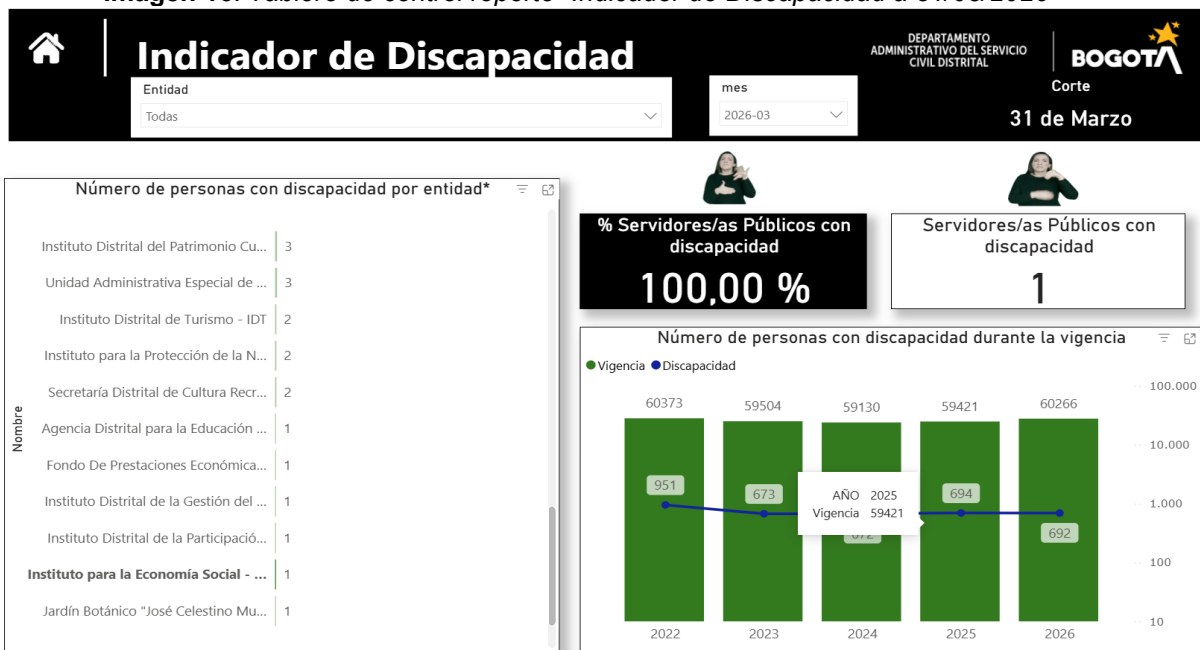 Indicador de Discapacidad
DEPARTAMENTO
ADMINISTRATIVO DEL SERVICIO
CIVIL DISTRITAL
BOGOTÁ
Entidad
Todas
mes
2026-03
Corte
31 de Marzo
Número de personas con discapacidad por entidad*
Nombre
Instituto Distrital del Patrimonio Cu... 3
Unidad Administrativa Especial de ... 3
Instituto Distrital de Turismo - IDT 2
Instituto para la Protección de la N... 2
Secretaría Distrital de Cultura Recr... 2
Agencia Distrital para la Educación ... 1
Fondo De Prestaciones Económica... 1
Instituto Distrital de la Gestión del ... 1
Instituto Distrital de la Participació... 1
Instituto para la Economía Social - ... 1
Jardín Botánico "José Celestino Mu... 1
% Servidores/as Públicos con
discapacidad
100,00 %
Servidores/as Públicos con
discapacidad
1
Número de personas con discapacidad durante la vigencia
Vigencia Discapacidad
100.000
60373 59504 59130 59421 60266
10.000
951 673 694
AÑO 2025
Vigencia 59421
1.000
692
100
10
2022 2023 2024 2025 2026